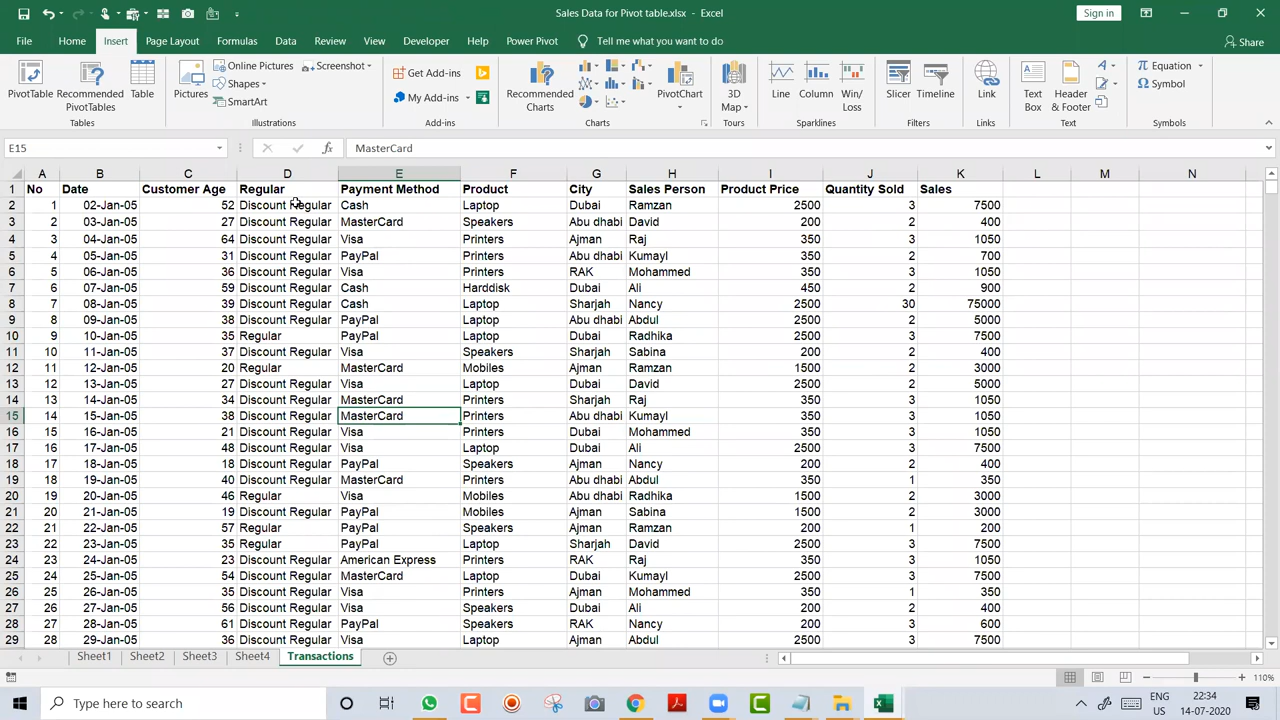 Sales Data for Pivot table.xlsx - Excel
Sign in
File Home Insert Page Layout Formulas Data Review View Developer Help Power Pivot Tell me what you want to do Share
PivotTable
Recommended PivotTables
Table
Tables
Pictures
Online Pictures
Shapes
SmartArt
Screenshot
Illustrations
Get Add-ins
My Add-ins
Add-ins
Recommended Charts
PivotChart
Charts
3D Map
Tours
Line
Column
Win/Loss
Sparklines
Slicer
Timeline
Filters
Link
Links
Text Box
Header & Footer
Text
Equation
Symbol
Symbols
E15 fx MasterCard
A B C D E F G H I J K L M N
1 No Date Customer Age Regular Payment Method Product City Sales Person Product Price Quantity Sold Sales
2 1 02-Jan-05 52 Discount Regular Cash Laptop Dubai Ramzan 2500 3 7500
3 2 03-Jan-05 27 Discount Regular MasterCard Speakers Abu dhabi David 200 2 400
4 3 04-Jan-05 64 Discount Regular Visa Printers Ajman Raj 350 3 1050
5 4 05-Jan-05 31 Discount Regular PayPal Printers Abu dhabi Kumayl 350 2 700
6 5 06-Jan-05 36 Discount Regular Visa Printers RAK Mohammed 350 3 1050
7 6 07-Jan-05 59 Discount Regular Cash Harddisk Dubai Ali 450 2 900
8 7 08-Jan-05 39 Discount Regular Cash Laptop Sharjah Nancy 2500 30 75000
9 8 09-Jan-05 38 Discount Regular PayPal Laptop Abu dhabi Abdul 2500 2 5000
10 9 10-Jan-05 35 Regular PayPal Laptop Dubai Radhika 2500 3 7500
11 10 11-Jan-05 37 Discount Regular Visa Speakers Sharjah Sabina 200 2 400
12 11 12-Jan-05 20 Regular MasterCard Mobiles Ajman Ramzan 1500 2 3000
13 12 13-Jan-05 27 Discount Regular Visa Laptop Dubai David 2500 2 5000
14 13 14-Jan-05 34 Discount Regular MasterCard Printers Sharjah Raj 350 3 1050
15 14 15-Jan-05 38 Discount Regular MasterCard Printers Abu dhabi Kumayl 350 3 1050
16 15 16-Jan-05 21 Discount Regular Visa Printers Dubai Mohammed 350 3 1050
17 16 17-Jan-05 48 Discount Regular Visa Laptop Dubai Ali 2500 3 7500
18 17 18-Jan-05 18 Discount Regular PayPal Speakers Ajman Nancy 200 2 400
19 18 19-Jan-05 40 Discount Regular MasterCard Printers Abu dhabi Abdul 350 1 350
20 19 20-Jan-05 46 Regular Visa Mobiles Abu dhabi Radhika 1500 2 3000
21 20 21-Jan-05 19 Discount Regular PayPal Mobiles Ajman Sabina 1500 2 3000
22 21 22-Jan-05 57 Regular PayPal Speakers Ajman Ramzan 200 1 200
23 22 23-Jan-05 35 Regular PayPal Laptop Sharjah David 2500 3 7500
24 23 24-Jan-05 23 Discount Regular American Express Printers RAK Raj 350 3 1050
25 24 25-Jan-05 54 Discount Regular MasterCard Laptop Dubai Kumayl 2500 3 7500
26 25 26-Jan-05 35 Discount Regular Visa Printers Ajman Mohammed 350 1 350
27 26 27-Jan-05 56 Discount Regular Visa Speakers Dubai Ali 200 2 400
28 27 28-Jan-05 61 Discount Regular PayPal Speakers RAK Nancy 200 3 600
29 28 29-Jan-05 36 Discount Regular Visa Laptop Ajman Abdul 2500 3 7500
Sheet1 Sheet2 Sheet3 Sheet4 Transactions
110%
Type here to search
ENG
US
22:34
14-07-2020